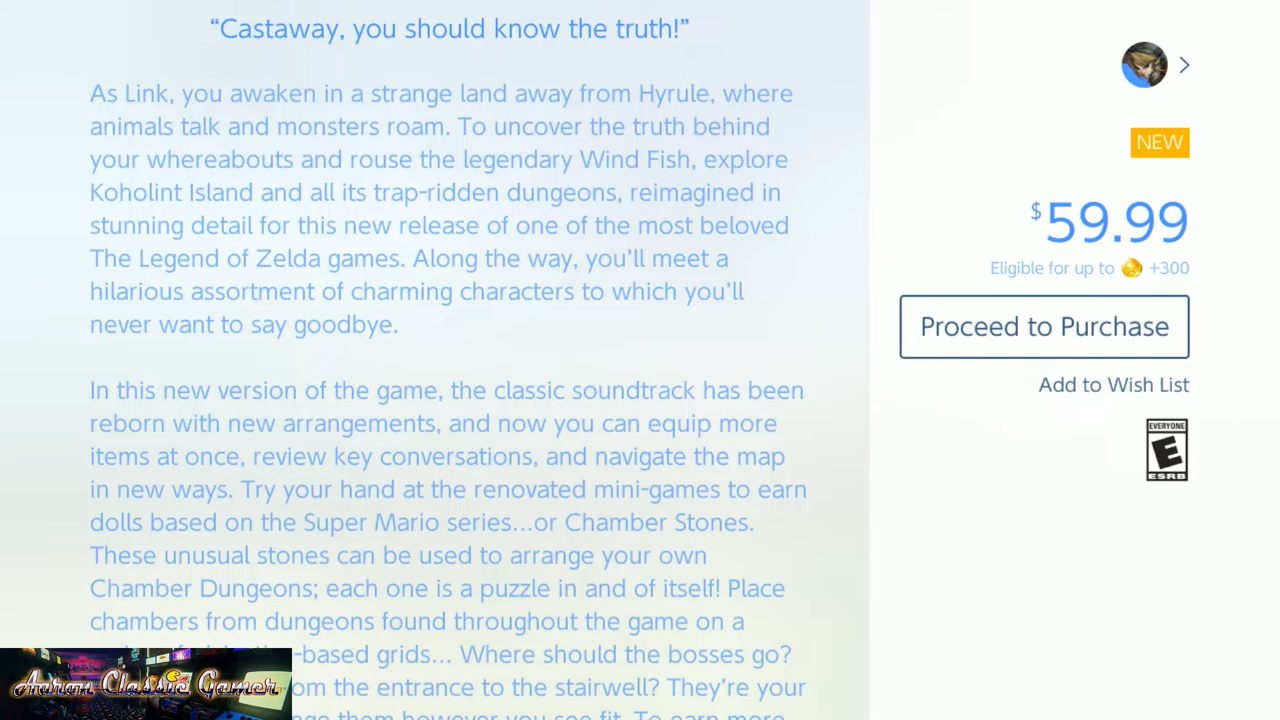 “Castaway, you should know the truth!”
As Link, you awaken in a strange land away from Hyrule, where
animals talk and monsters roam. To uncover the truth behind
your whereabouts and rouse the legendary Wind Fish, explore
Koholint Island and all its trap-ridden dungeons, reimagined in
stunning detail for this new release of one of the most beloved
The Legend of Zelda games. Along the way, you’ll meet a
hilarious assortment of charming characters to which you’ll
never want to say goodbye.
In this new version of the game, the classic soundtrack has been
reborn with new arrangements, and now you can equip more
items at once, review key conversations, and navigate the map
in new ways. Try your hand at the renovated mini-games to earn
dolls based on the Super Mario series...or Chamber Stones.
These unusual stones can be used to arrange your own
Chamber Dungeons; each one is a puzzle in and of itself! Place
chambers from dungeons found throughout the game on a
-based grids... Where should the bosses go?
from the entrance to the stairwell? They’re your
them however you see fit. To earn more
Aaron Classic Gamer
NEW
$59.99
Eligible for up to +300
Proceed to Purchase
Add to Wish List
EVERYONE
E
ESRB